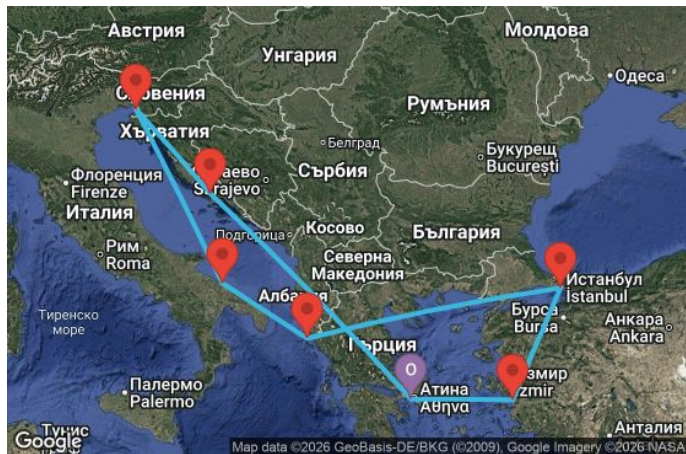 Австрия
Молдова
Унгария
Одеса
Словения
Румъния
Хърватия
Белград
Букурещ
București
Флоренция
Firenze
Сърбия
Sarajevo
Италия
Подгорица
Косово
България
Рим
Roma
Северна
Македония
Албания
Истанбул
İstanbul
Тиренско
море
Бурса
Bursa
Анкара
Ankara
Гърция
O
Атина
Αθήνα
Измир
İzmir
Палермо
Palermo
Тунис
Анталия
Google
Map data ©2026 GeoBasis-DE/BKG (©2009), Google Imagery ©2026 NASA